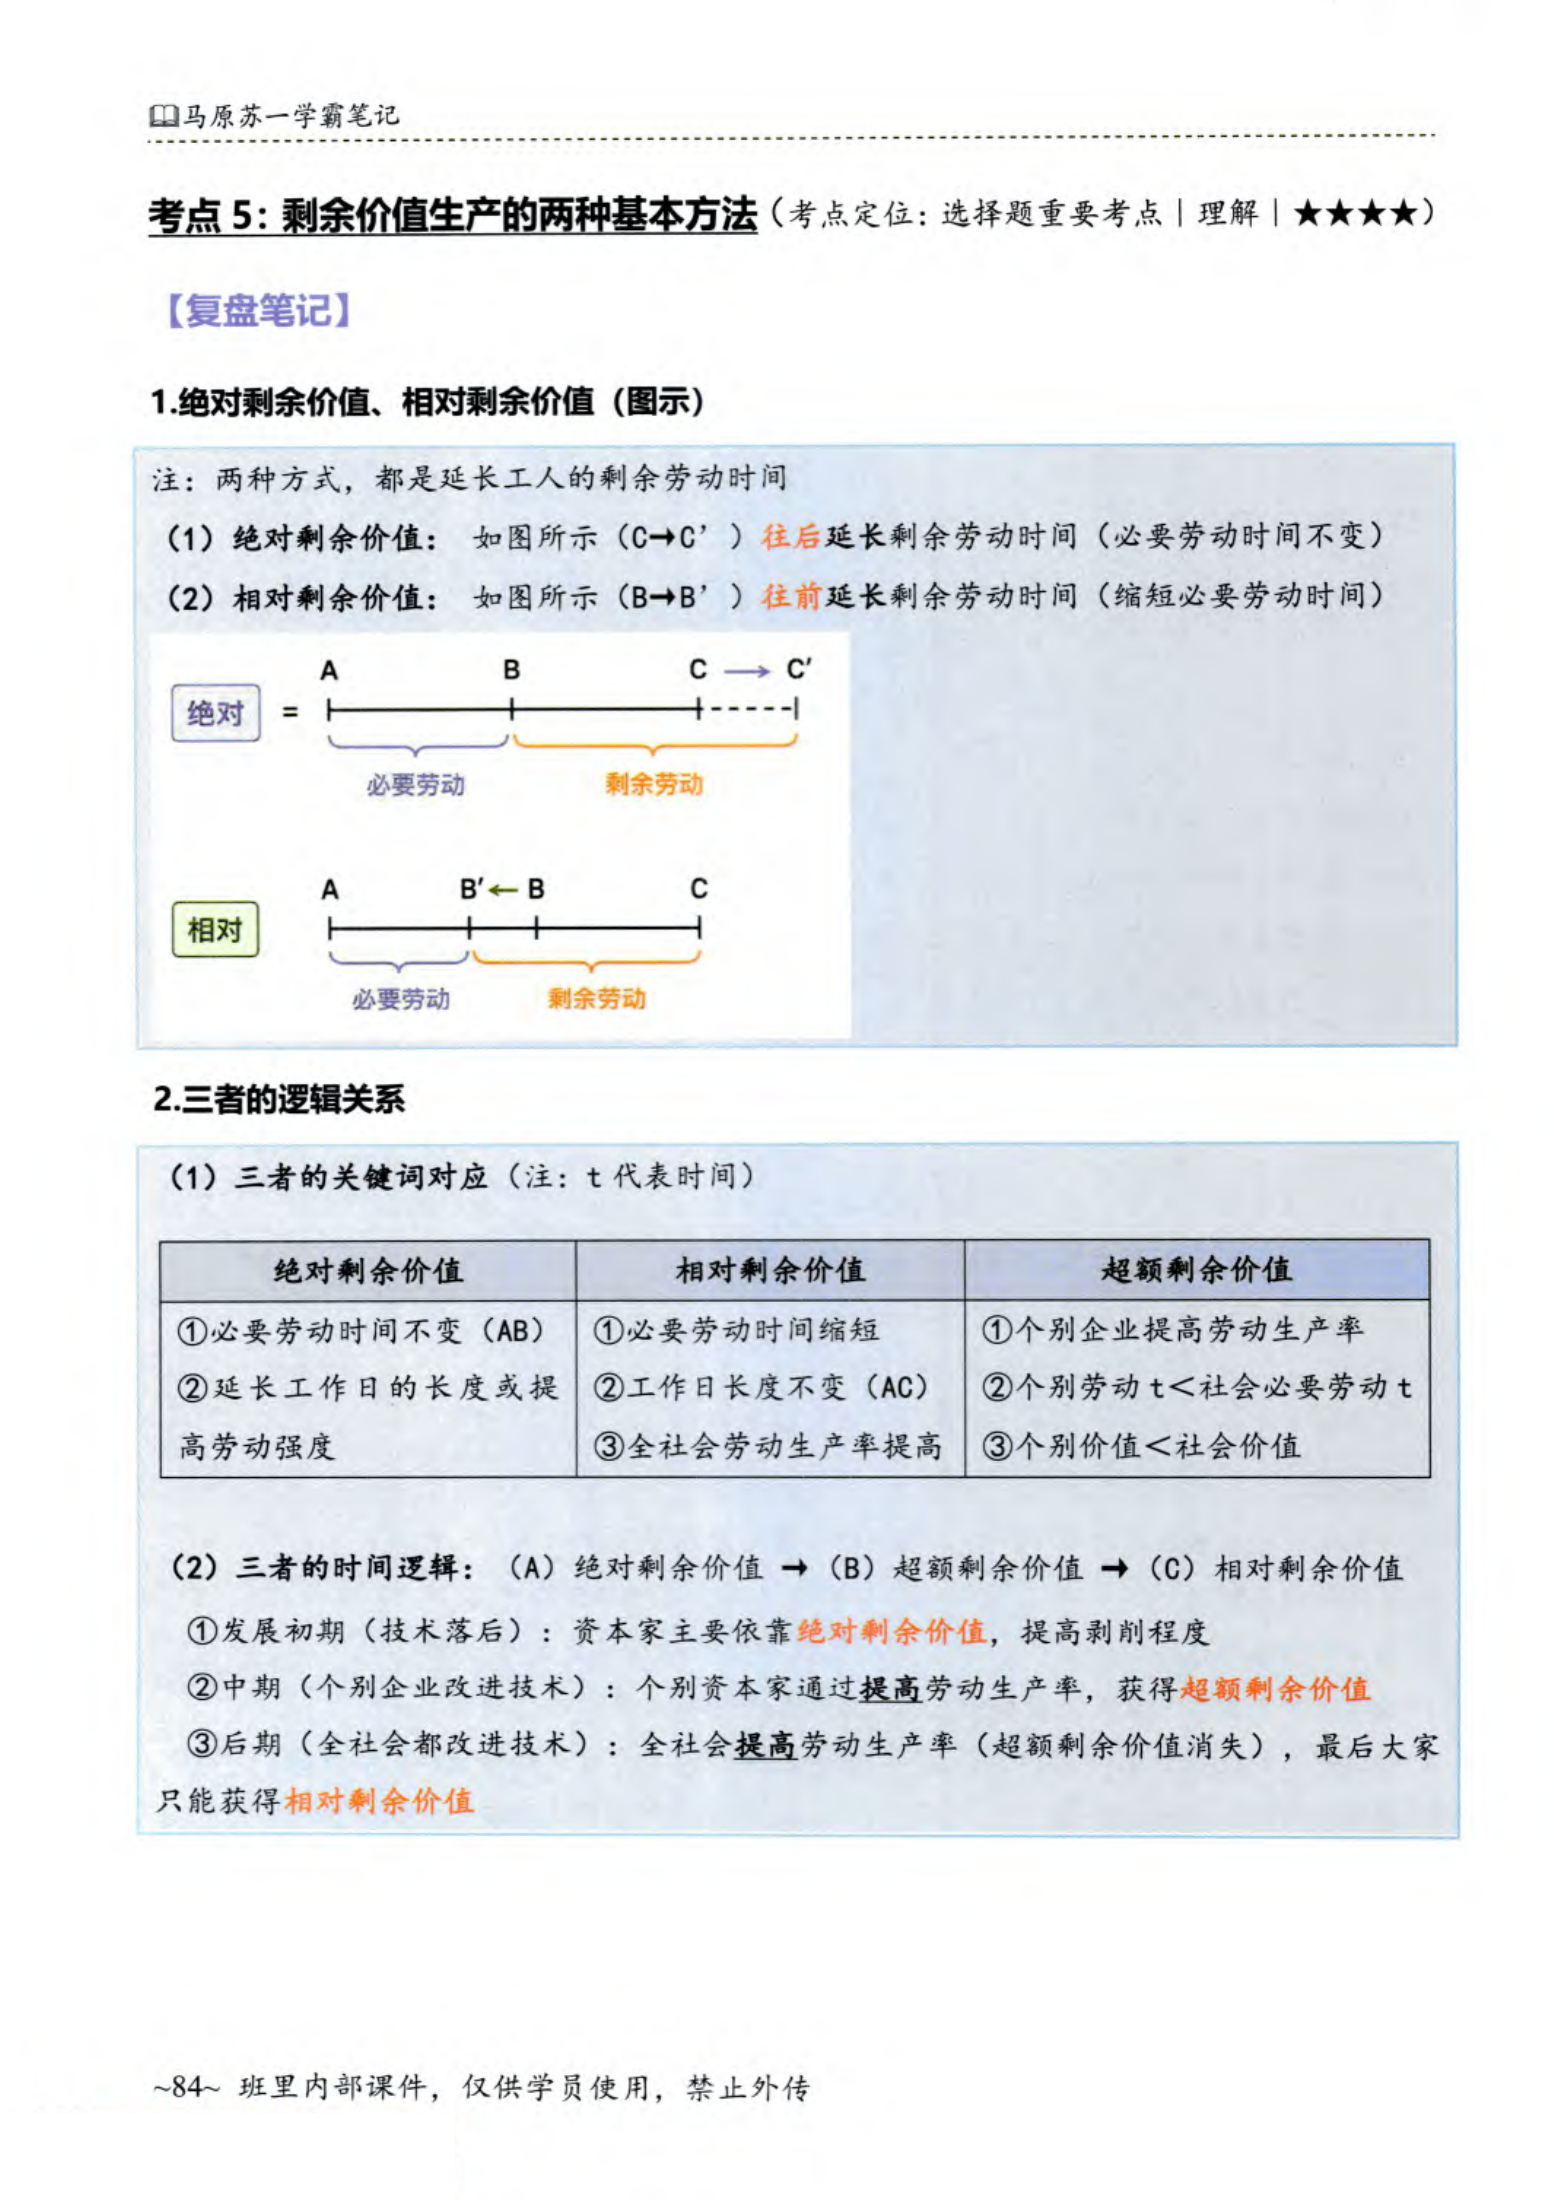 马原苏一学霸笔记
考点 5：剩余价值生产的两种基本方法（考点定位：选择题重要考点｜理解｜★★★★）
【复盘笔记】
1.绝对剩余价值、相对剩余价值（图示）
注：两种方式，都是延长工人的剩余劳动时间
（1）绝对剩余价值： 如图所示（C→C’）往后延长剩余劳动时间（必要劳动时间不变）
（2）相对剩余价值： 如图所示（B→B’）往前延长剩余劳动时间（缩短必要劳动时间）
A B C → C′
绝对 =
必要劳动 剩余劳动
A B′ ← B C
相对
必要劳动 剩余劳动
2.三者的逻辑关系
（1）三者的关键词对应（注：t 代表时间）
绝对剩余价值 相对剩余价值 超额剩余价值
①必要劳动时间不变（AB） ①必要劳动时间缩短 ①个别企业提高劳动生产率
②延长工作日的长度或提 ②工作日长度不变（AC） ②个别劳动 t＜社会必要劳动 t
高劳动强度 ③全社会劳动生产率提高 ③个别价值＜社会价值
（2）三者的时间逻辑：（A）绝对剩余价值 → （B）超额剩余价值 → （C）相对剩余价值
①发展初期（技术落后）：资本家主要依靠绝对剩余价值，提高剥削程度
②中期（个别企业改进技术）：个别资本家通过提高劳动生产率，获得超额剩余价值
③后期（全社会都改进技术）：全社会提高劳动生产率（超额剩余价值消失），最后大家
只能获得相对剩余价值
~84~ 班里内部课件，仅供学员使用，禁止外传